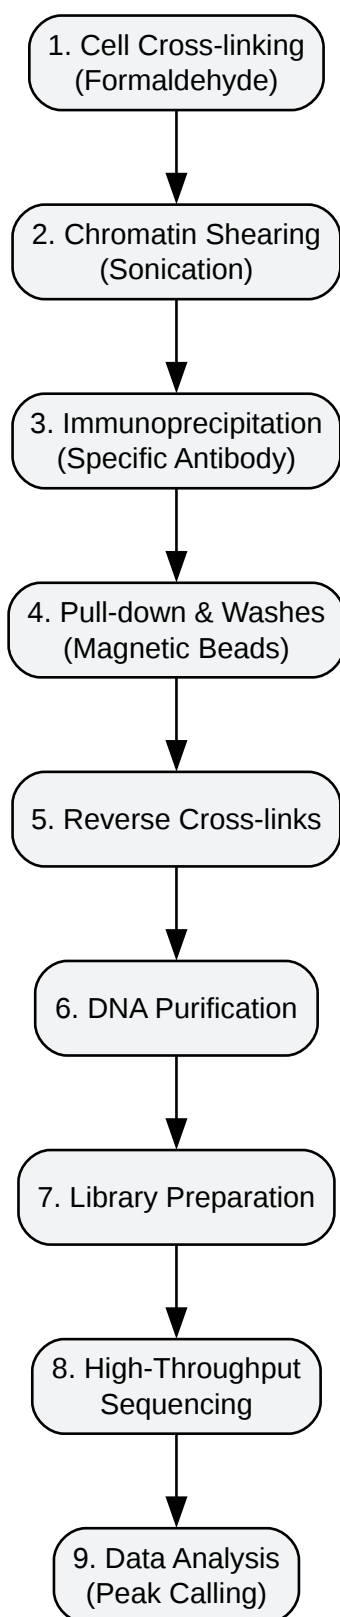 1. Cell Cross-linking
(Formaldehyde)
2. Chromatin Shearing
(Sonication)
3. Immunoprecipitation
(Specific Antibody)
4. Pull-down & Washes
(Magnetic Beads)
5. Reverse Cross-links
6. DNA Purification
7. Library Preparation
8. High-Throughput
Sequencing
9. Data Analysis
(Peak Calling)